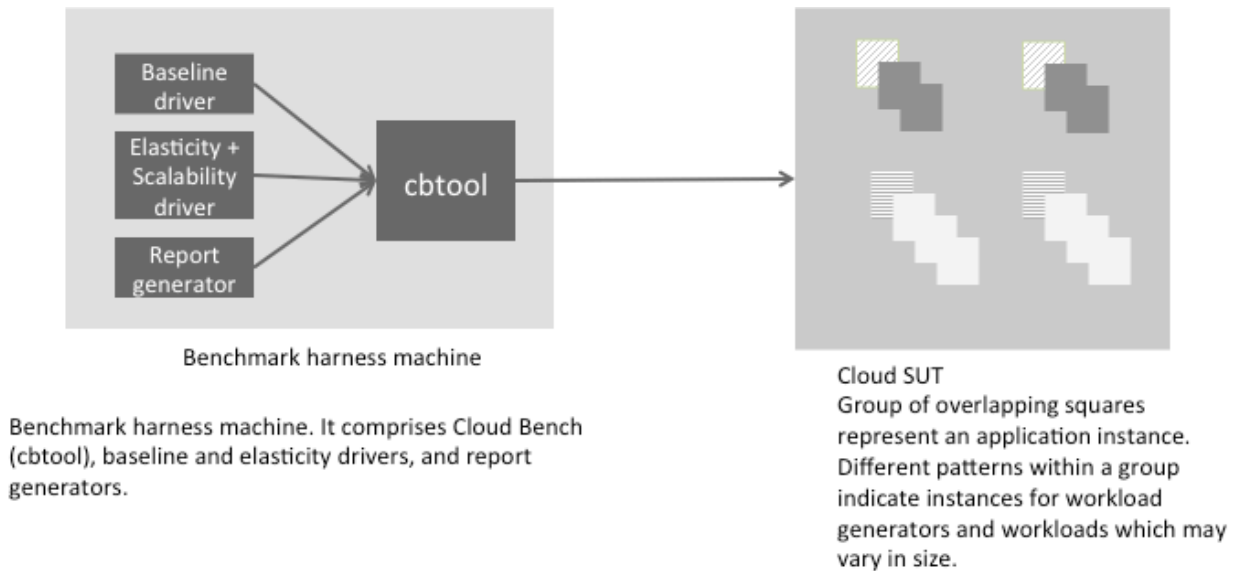 Baseline
driver
Elasticity +
Scalability
driver
Report
generator
cbtool
Benchmark harness machine
Benchmark harness machine. It comprises Cloud Bench
(cbtool), baseline and elasticity drivers, and report
generators.
Cloud SUT
Group of overlapping squares
represent an application instance.
Different patterns within a group
indicate instances for workload
generators and workloads which may
vary in size.